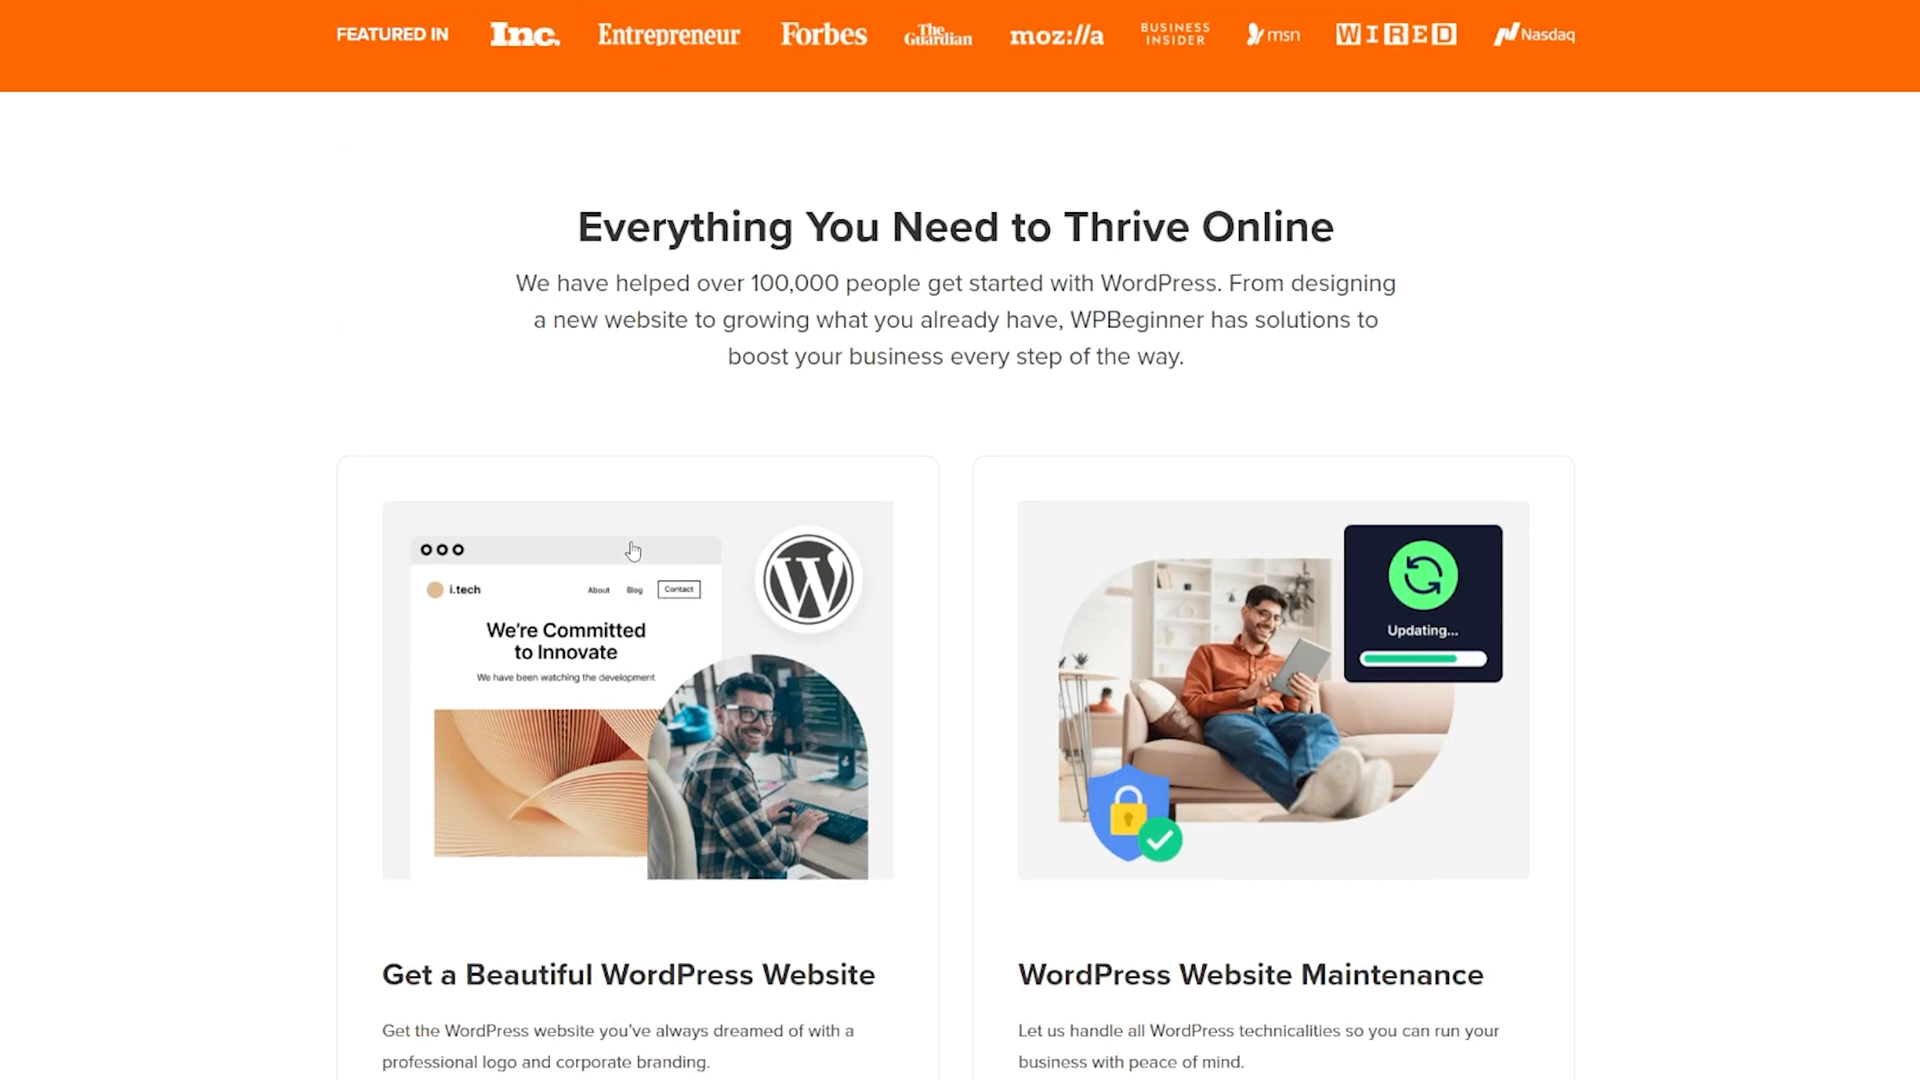 FEATURED IN Inc. Entrepreneur Forbes The Guardian moz://a BUSINESS INSIDER msn WIRED Nasdaq
Everything You Need to Thrive Online
We have helped over 100,000 people get started with WordPress. From designing
a new website to growing what you already have, WPBeginner has solutions to
boost your business every step of the way.
i.tech About Blog Contact
We're Committed
to Innovate
We have been watching the development
Updating...
Get a Beautiful WordPress Website
Get the WordPress website you've always dreamed of with a
professional logo and corporate branding.
WordPress Website Maintenance
Let us handle all WordPress technicalities so you can run your
business with peace of mind.